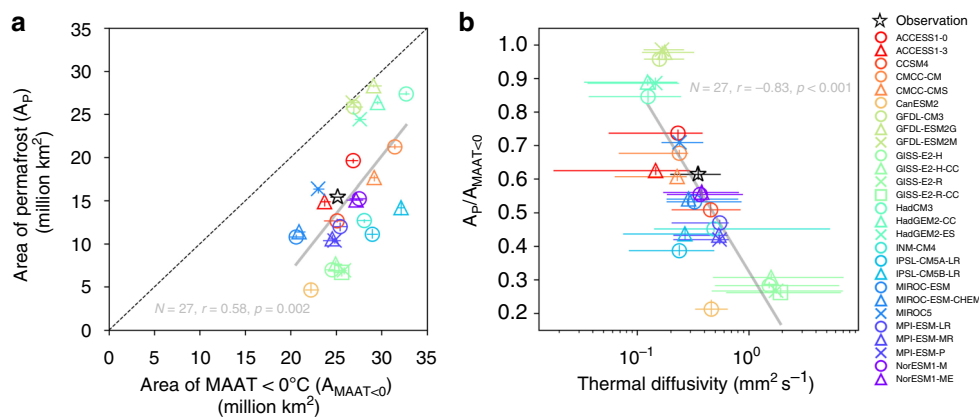 a
Area of permafrost (A_P)
(million km²)
35
30
25
20
15
10
5
0
N = 27, r = 0.58, p = 0.002
0 5 10 15 20 25 30 35
Area of MAAT < 0°C (A_MAAT<0)
(million km²)
b
A_P/A_MAAT<0
1.0
0.9
0.8
0.7
0.6
0.5
0.4
0.3
0.2
N = 27, r = –0.83, p < 0.001
10⁻¹ 10⁰
Thermal diffusivity (mm² s⁻¹)
Observation
ACCESS1-0
ACCESS1-3
CCSM4
CMCC-CM
CMCC-CMS
CanESM2
GFDL-CM3
GFDL-ESM2G
GFDL-ESM2M
GISS-E2-H
GISS-E2-H-CC
GISS-E2-R
GISS-E2-R-CC
HadCM3
HadGEM2-CC
HadGEM2-ES
INM-CM4
IPSL-CM5A-LR
IPSL-CM5B-LR
MIROC-ESM
MIROC-ESM-CHEM
MIROC5
MPI-ESM-LR
MPI-ESM-MR
MPI-ESM-P
NorESM1-M
NorESM1-ME